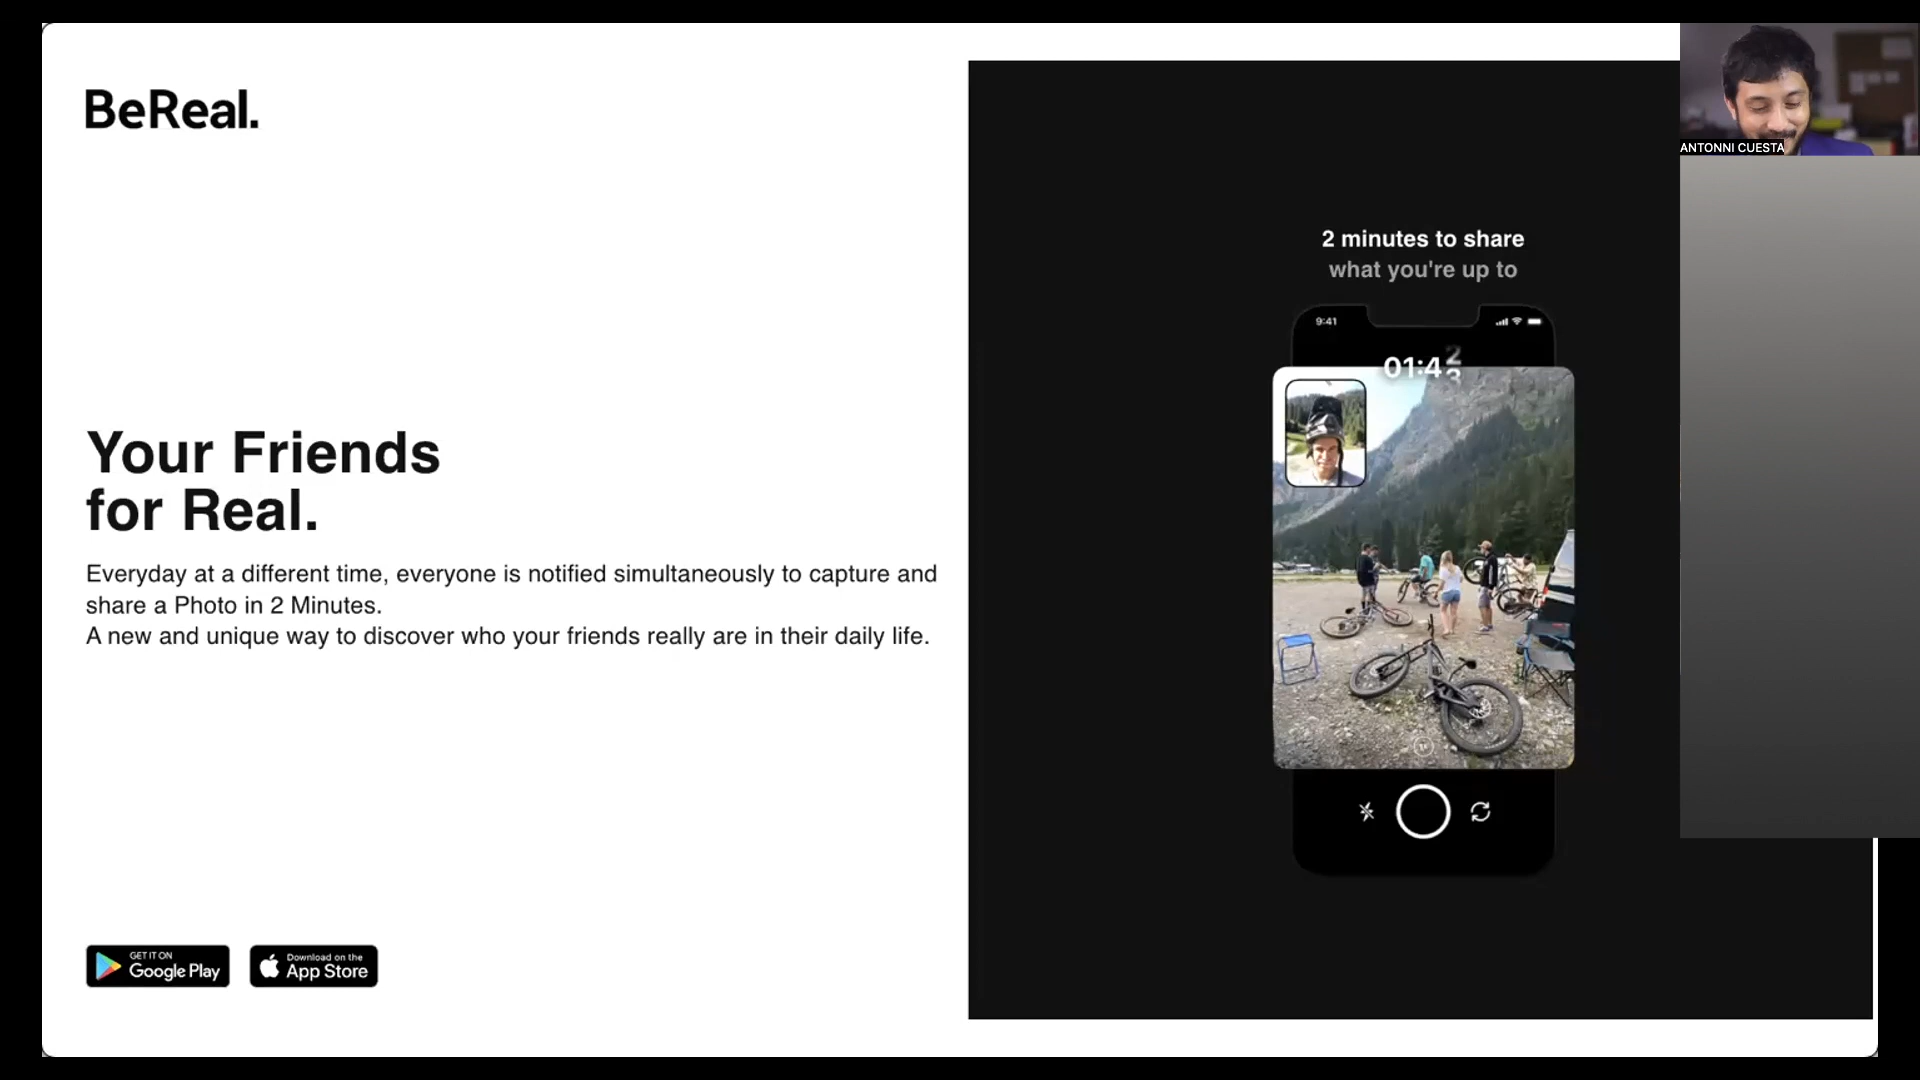 BeReal.
Your Friends
for Real.
Everyday at a different time, everyone is notified simultaneously to capture and
share a Photo in 2 Minutes.
A new and unique way to discover who your friends really are in their daily life.
GET IT ON
Google Play
Download on the
App Store
2 minutes to share
what you're up to
9:41
01:42
ANTONNI CUESTA